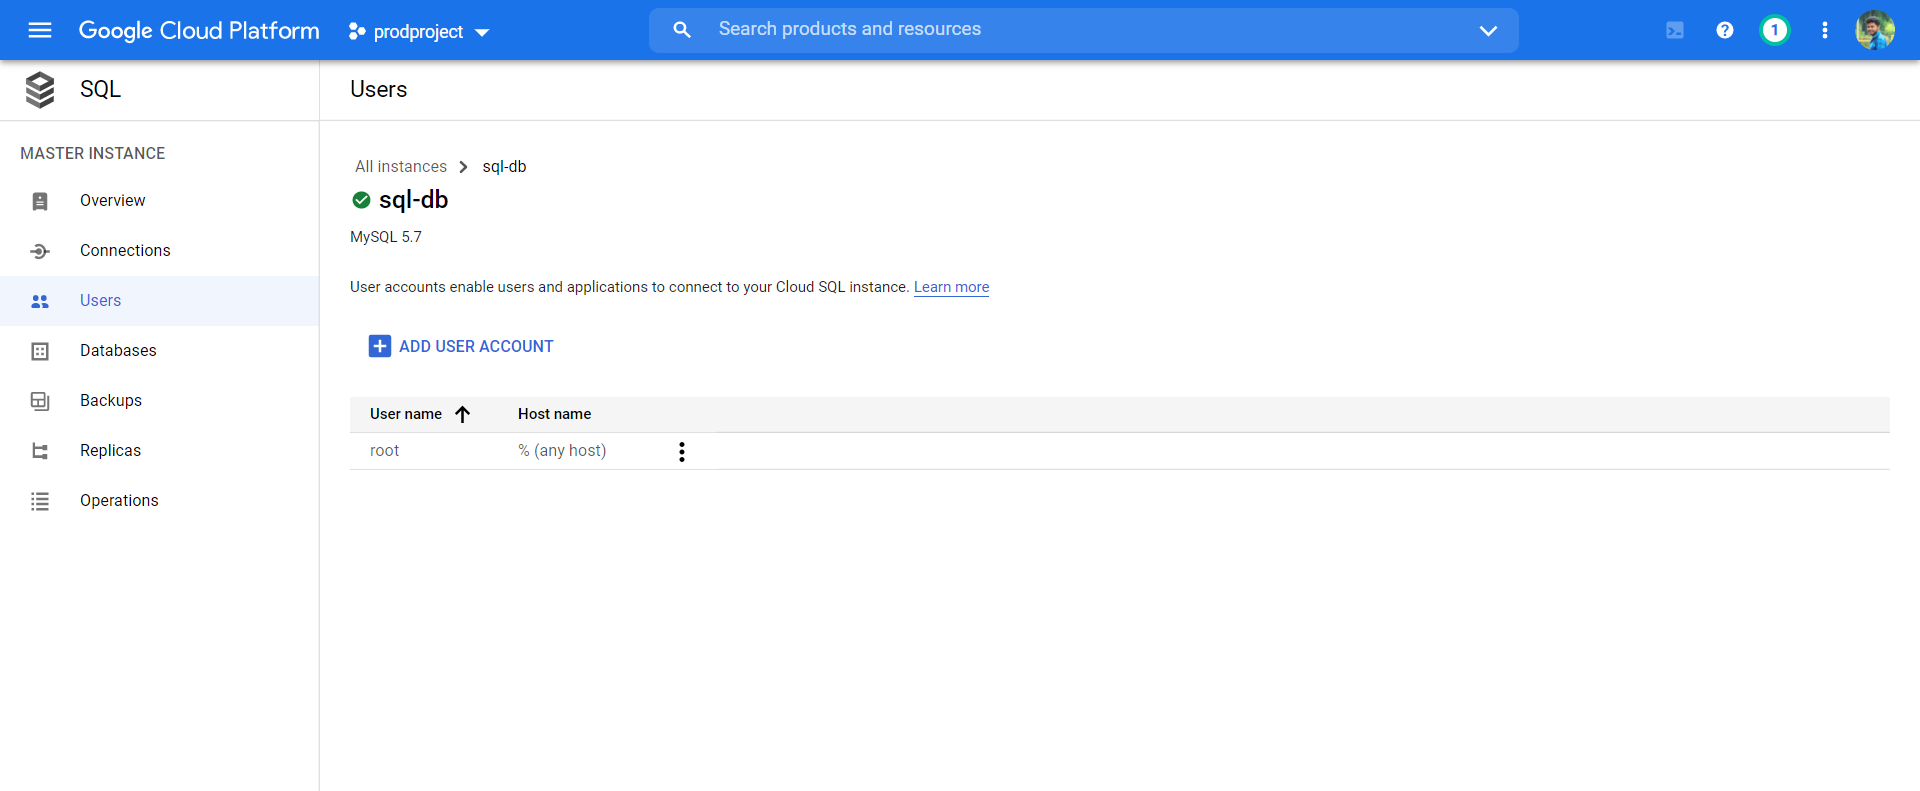 Google Cloud Platform
prodproject
Search products and resources
1
SQL
Users
MASTER INSTANCE
Overview
Connections
Users
Databases
Backups
Replicas
Operations
All instances
sql-db
sql-db
MySQL 5.7
User accounts enable users and applications to connect to your Cloud SQL instance. Learn more
ADD USER ACCOUNT
User name Host name
root % (any host)